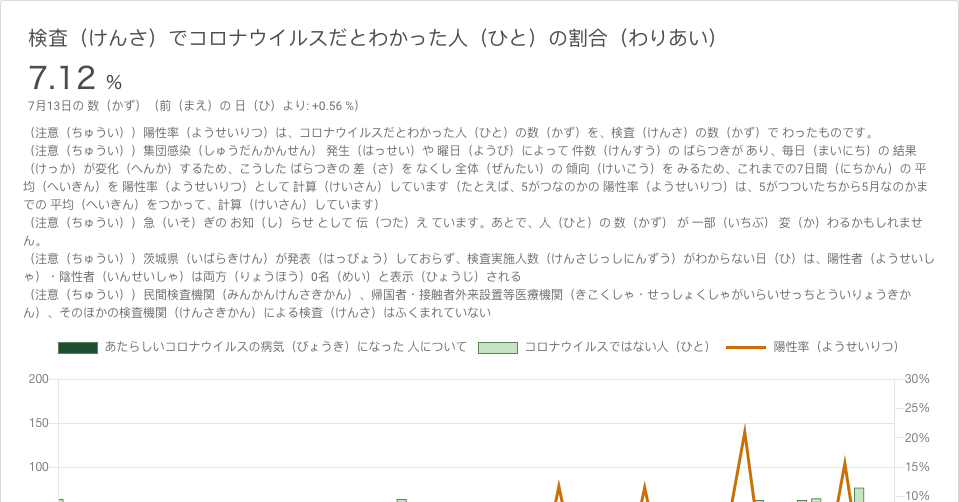 検査（けんさ）でコロナウイルスだとわかった人（ひと）の割合（わりあい）
7.12 %
7月13日の 数（かず）（前（まえ）の 日（ひ）より: +0.56 %）
（注意（ちゅうい））陽性率（ようせいりつ）は、コロナウイルスだとわかった人（ひと）の数（かず）を、検査（けんさ）の数（かず）で わったものです。
（注意（ちゅうい））集団感染（しゅうだんかんせん） 発生（はっせい）や 曜日（ようび）によって 件数（けんすう）の ばらつきが あり、毎日（まいにち）の 結果
（けっか）が変化（へんか）するため、こうした ばらつきの 差（さ）を なくし 全体（ぜんたい）の 傾向（けいこう）を みるため、これまでの7日間（にちかん）の 平
均（へいきん）を 陽性率（ようせいりつ）として 計算（けいさん）しています（たとえば、5がつなのかの 陽性率（ようせいりつ）は、5がつついたちから5月なのかま
での 平均（へいきん）をつかって、計算（けいさん）しています）
（注意（ちゅうい））急（いそ）ぎの お知（し）らせ として 伝（つた）え ています。あとで、人（ひと）の 数（かず） が 一部（いちぶ） 変（か）わるかもしれませ
ん。
（注意（ちゅうい））茨城県（いばらきけん）が発表（はっぴょう）しておらず、検査実施人数（けんさじっしにんずう）がわからない日（ひ）は、陽性者（ようせいし
ゃ）・陰性者（いんせいしゃ）は両方（りょうほう）0名（めい）と表示（ひょうじ）される
（注意（ちゅうい））民間検査機関（みんかんけんさきかん）、帰国者・接触者外来設置等医療機関（きこくしゃ・せっしょくしゃがいらいせっちとういりょうきか
ん）、そのほかの検査機関（けんさきかん）による検査（けんさ）はふくまれていない
あたらしいコロナウイルスの病気（びょうき）になった 人について コロナウイルスではない人（ひと） 陽性率（ようせいりつ）
200 30%
25%
150 20%
100 15%
10%